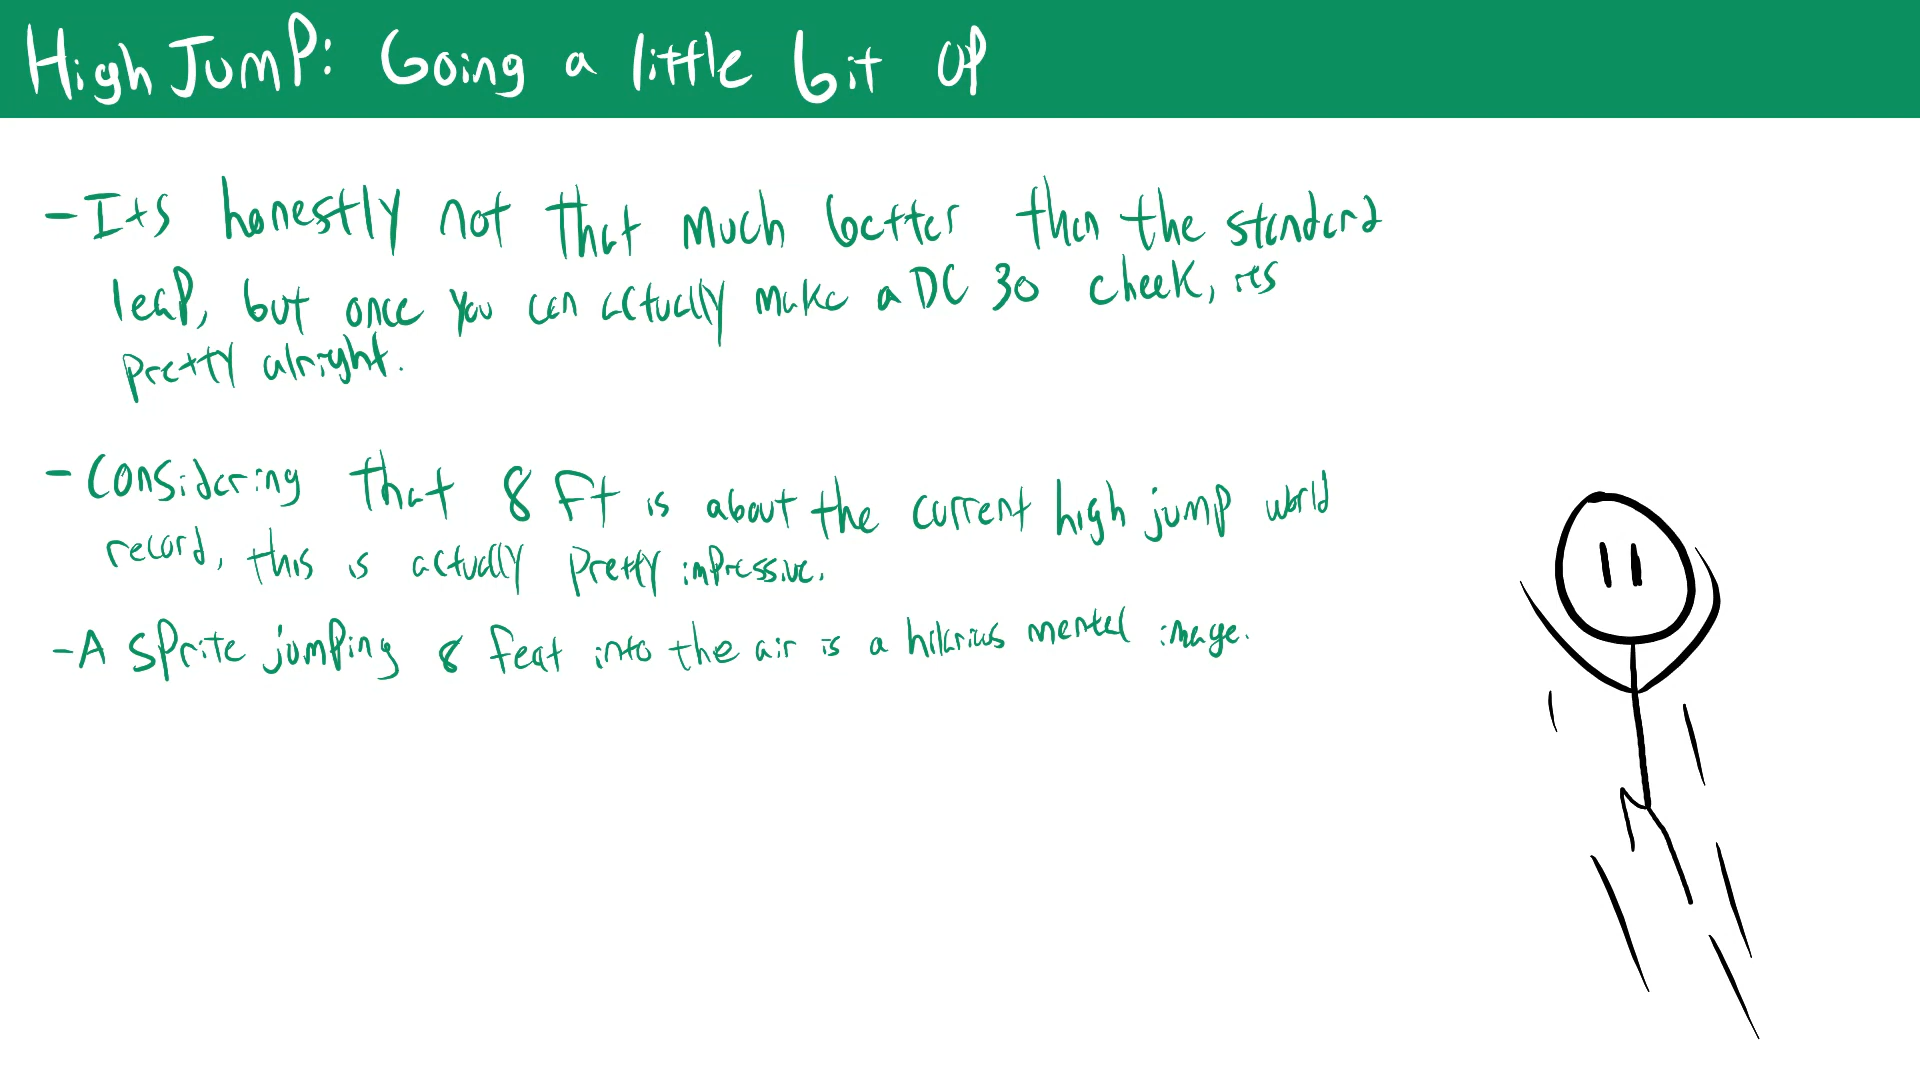 High Jump: Going a little bit up
- Its honestly not that much better than the standard
leap, but once you can actually make a DC 30 check, its
pretty alright.
- Considering that 8 Ft is about the current high jump world
record, this is actually pretty impressive.
- A sprite jumping 8 feat into the air is a hilarious mental image.